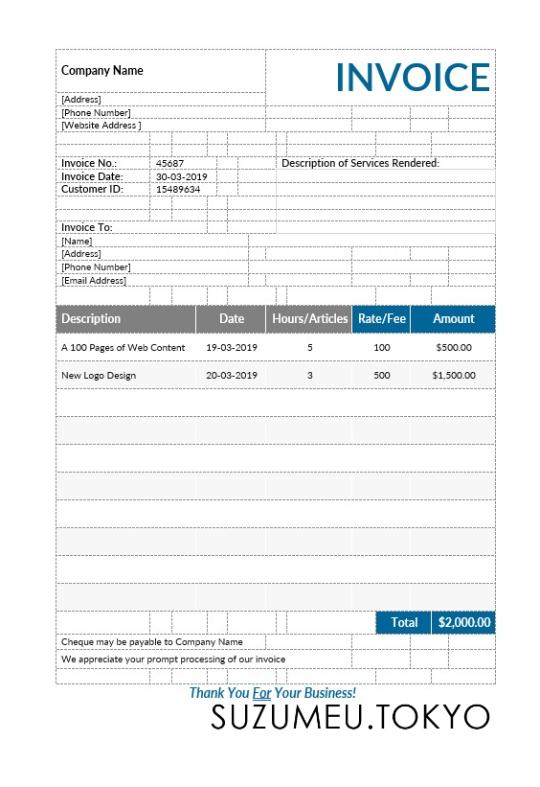 Company Name
INVOICE
[Address]
[Phone Number]
[Website Address ]
Invoice No.: 45687 Description of Services Rendered:
Invoice Date: 30-03-2019
Customer ID: 15489634
Invoice To:
[Name]
[Address]
[Phone Number]
[Email Address]
Description Date Hours/Articles Rate/Fee Amount
A 100 Pages of Web Content 19-03-2019 5 100 $500.00
New Logo Design 20-03-2019 3 500 $1,500.00
Total $2,000.00
Cheque may be payable to Company Name
We appreciate your prompt processing of our invoice
Thank You For Your Business!
SUZUMEU.TOKYO